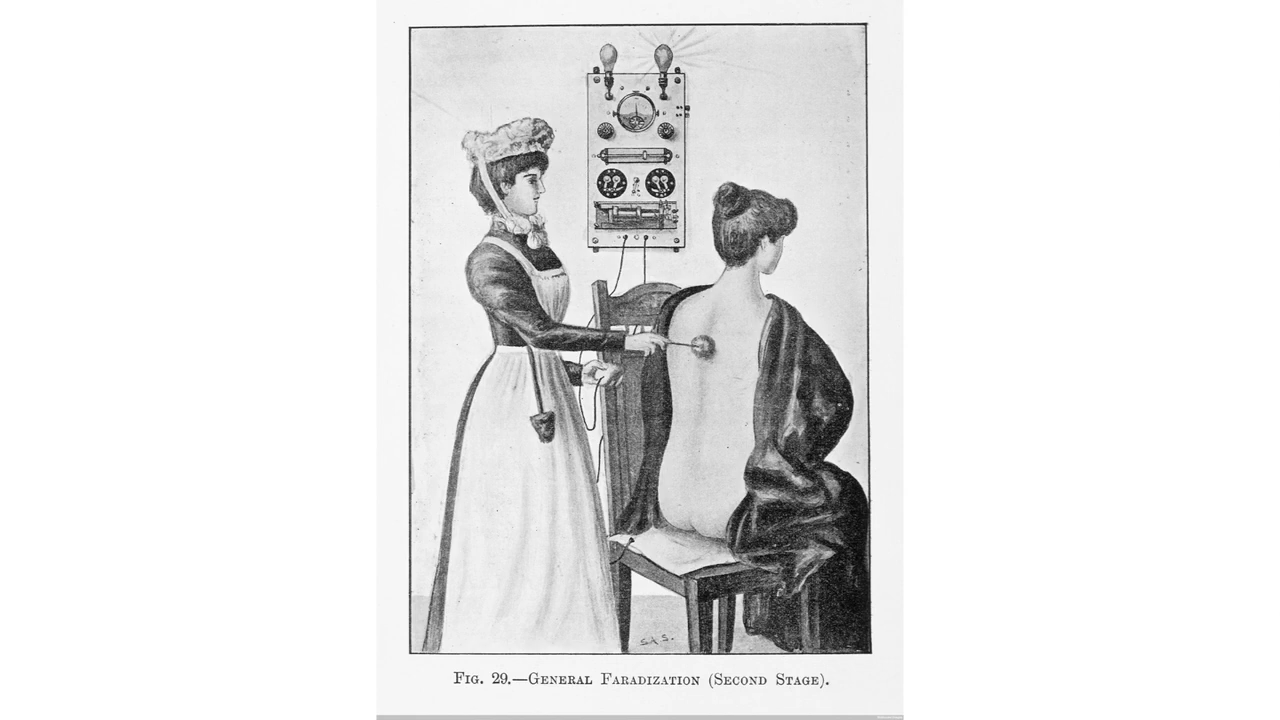 Fig. 29.—General Faradization (Second Stage).